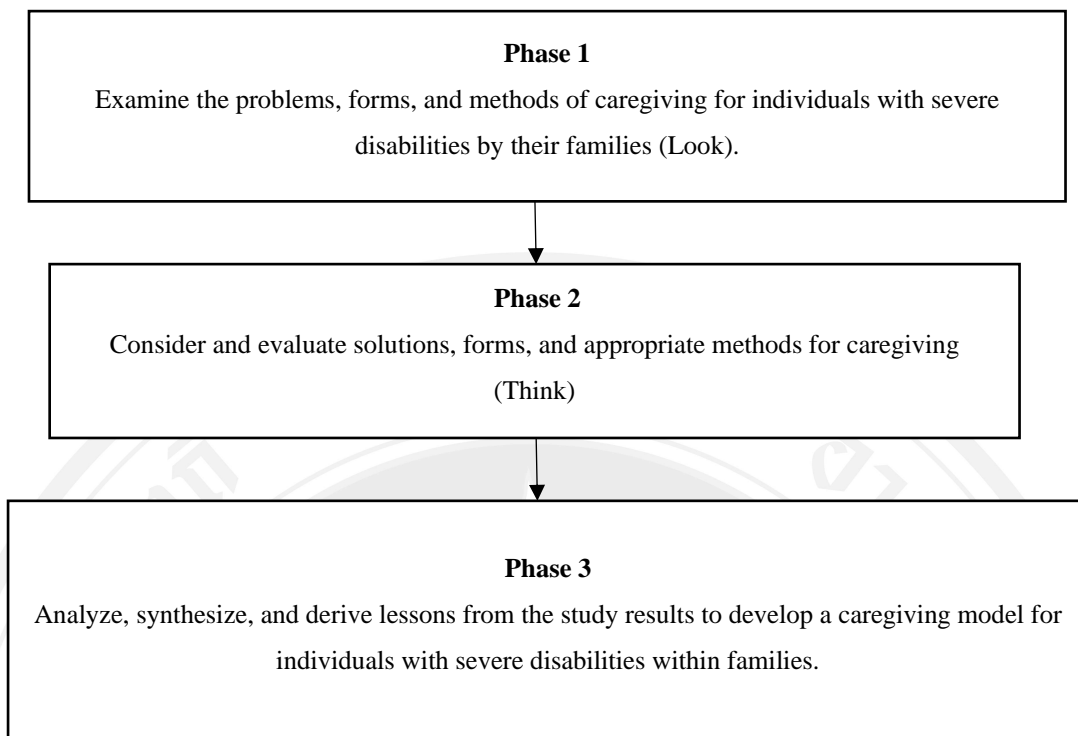 Phase 1
Examine the problems, forms, and methods of caregiving for individuals with severe
disabilities by their families (Look).
Phase 2
Consider and evaluate solutions, forms, and appropriate methods for caregiving
(Think)
Phase 3
Analyze, synthesize, and derive lessons from the study results to develop a caregiving model for
individuals with severe disabilities within families.